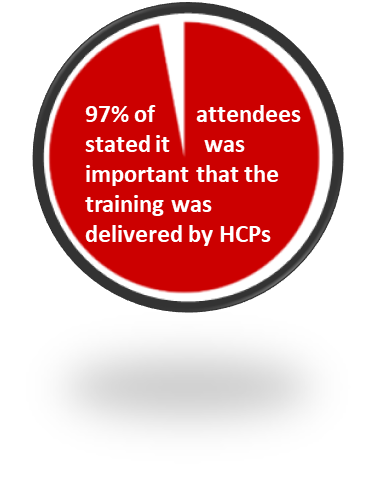 97% of attendees
stated it was
important that the
training was
delivered by HCPs